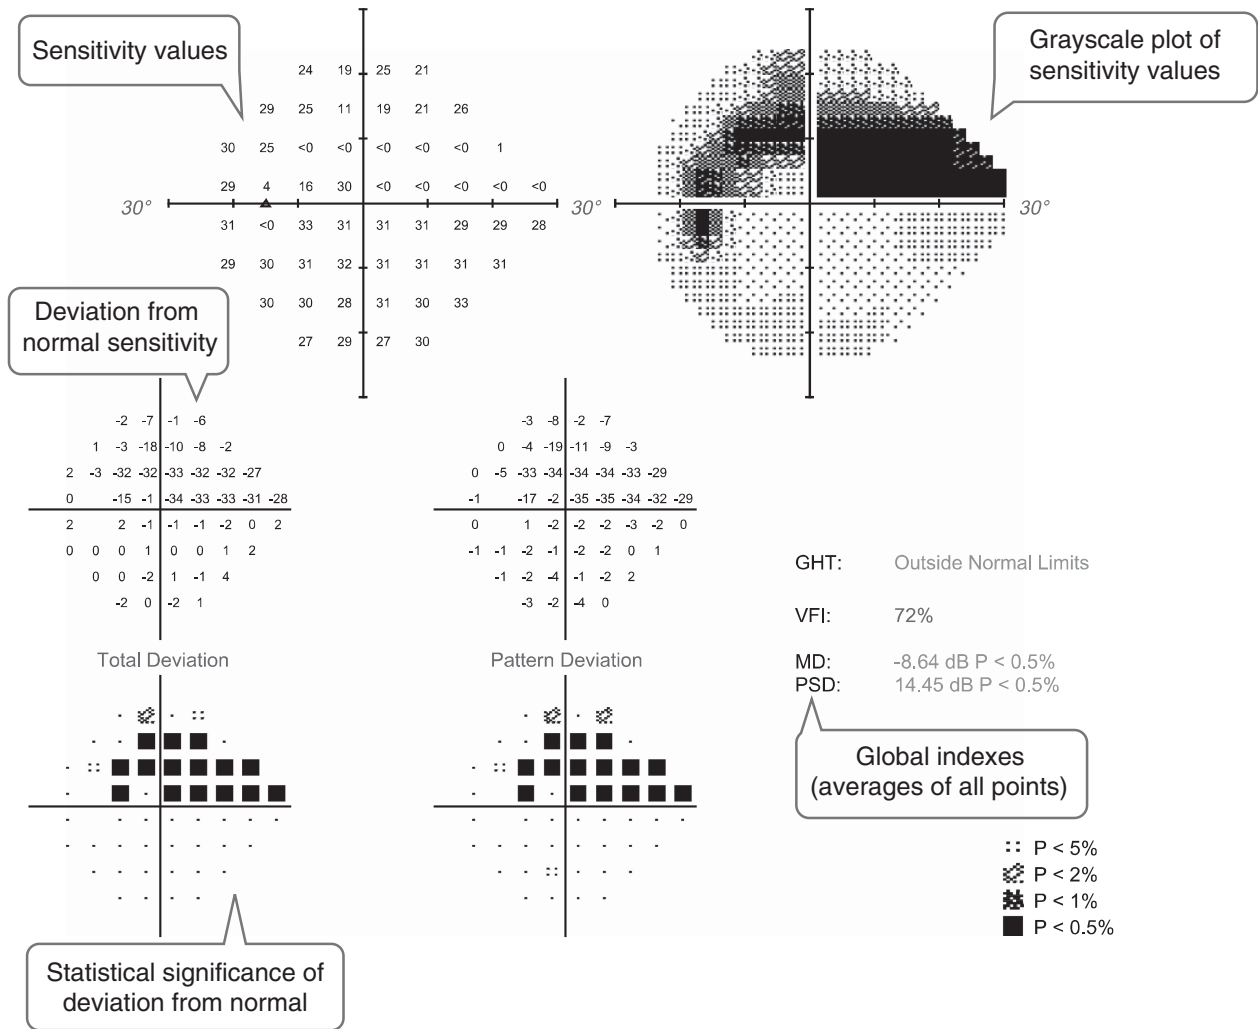 Sensitivity values
Grayscale plot of
sensitivity values
24 19 25 21
29 25 11 19 21 26
30 25 <0 <0 <0 <0 <0 1
29 4 16 30 <0 <0 <0 <0 <0
30° 30° 30°
31 <0 33 31 31 31 29 29 28
29 30 31 32 31 31 31 31
30 30 28 31 30 33
27 29 27 30
Deviation from
normal sensitivity
-2 -7 -1 -6
1 -3 -18 -10 -8 -2
2 -3 -32 -32 -33 -32 -32 -27
0 -15 -1 -34 -33 -33 -31 -28
2 2 -1 -1 -1 -2 0 2
0 0 0 1 0 0 1 2
0 0 -2 1 -1 4
-2 0 -2 1
Total Deviation
-3 -8 -2 -7
0 -4 -19 -11 -9 -3
0 -5 -33 -34 -34 -34 -33 -29
-1 -17 -2 -35 -35 -34 -32 -29
0 1 -2 -2 -2 -3 -2 0
-1 -1 -2 -1 -2 -2 0 1
-1 -2 -4 -1 -2 2
-3 -2 -4 0
Pattern Deviation
GHT: Outside Normal Limits
VFI: 72%
MD: -8.64 dB P < 0.5%
PSD: 14.45 dB P < 0.5%
Global indexes
(averages of all points)
P < 5%
P < 2%
P < 1%
P < 0.5%
Statistical significance of
deviation from normal